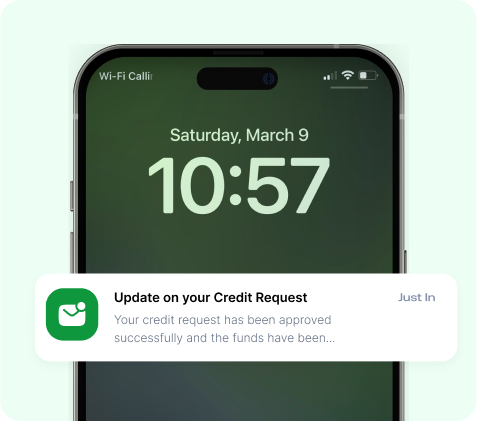 Wi-Fi Calli
Saturday, March 9
10:57
Update on your Credit Request
Just In
Your credit request has been approved
successfully and the funds have been...